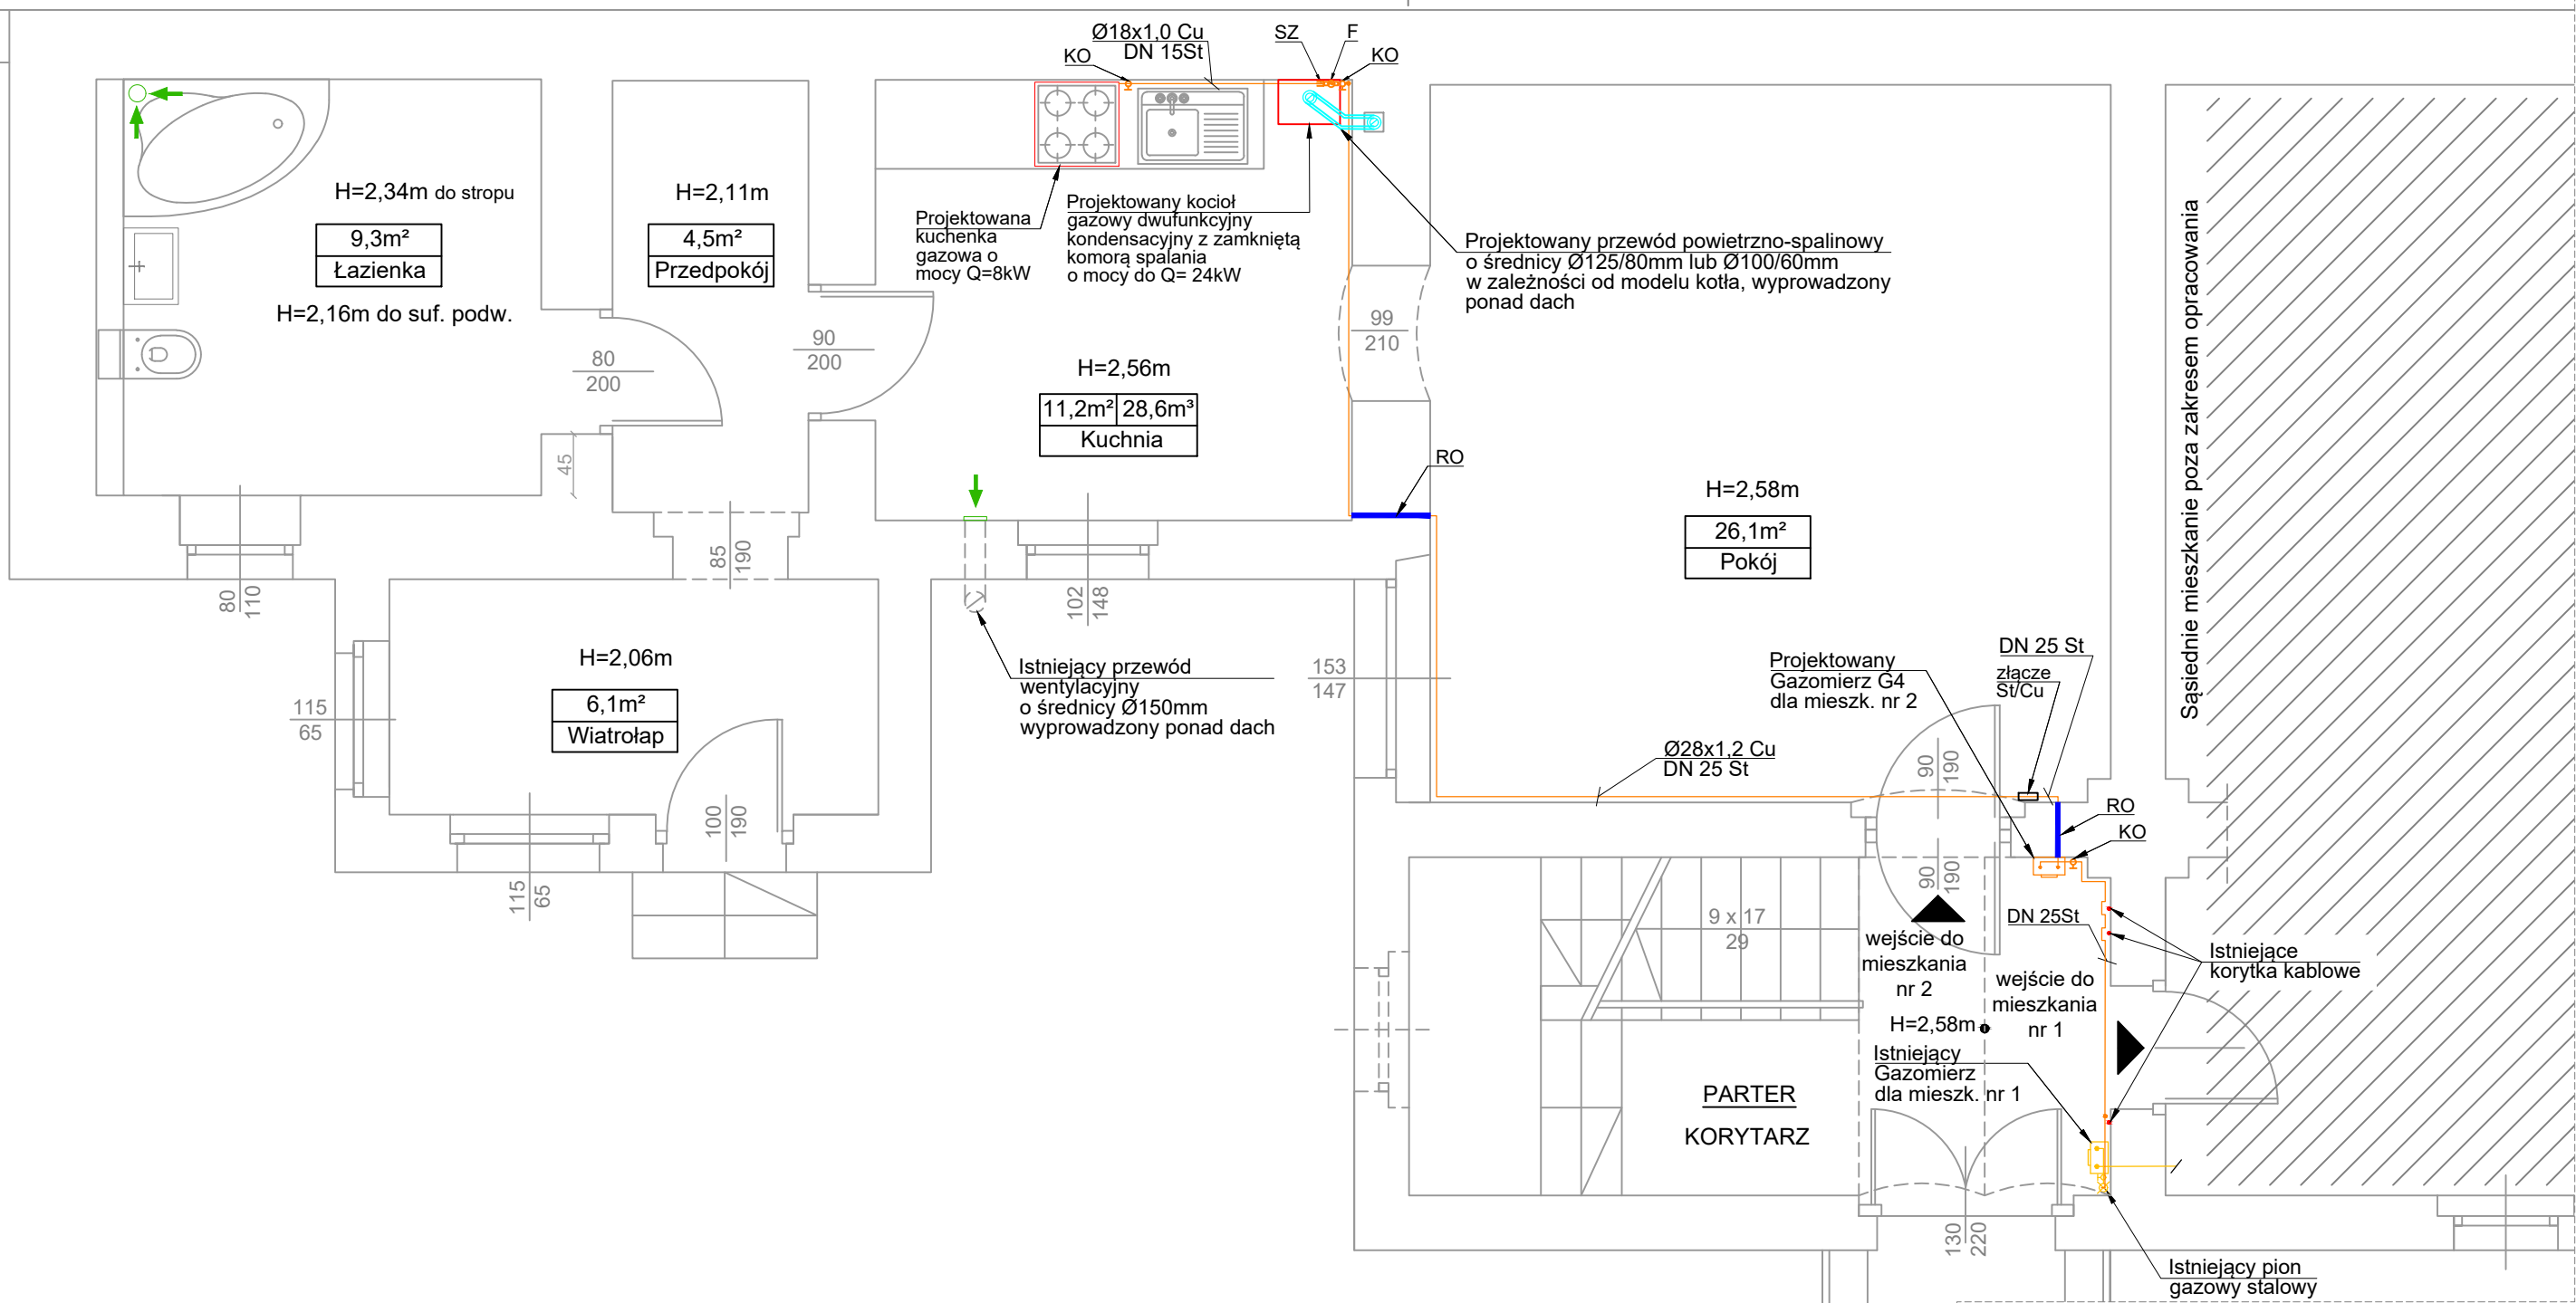 Ø18x1,0 Cu
DN 15St
KO
SZ
F
KO
H=2,34m do stropu
9,3m²
Łazienka
H=2,16m do suf. podw.
H=2,11m
4,5m²
Przedpokój
Projektowana
kuchenka
gazowa o
mocy Q=8kW
Projektowany kocioł
gazowy dwufunkcyjny
kondensacyjny z zamkniętą
komorą spalania
o mocy do Q= 24kW
Projektowany przewód powietrzno-spalinowy
o średnicy Ø125/80mm lub Ø100/60mm
w zależności od modelu kotła, wyprowadzony
ponad dach
Sąsiednie mieszkanie poza zakresem opracowania
80
200
90
200
99
210
H=2,56m
11,2m² 28,6m³
Kuchnia
45
RO
H=2,58m
26,1m²
Pokój
85
190
80
110
102
148
H=2,06m
6,1m²
Wiatrołap
115
65
Istniejący przewód
wentylacyjny
o średnicy Ø150mm
wyprowadzony ponad dach
153
147
Projektowany
Gazomierz G4
dla mieszk. nr 2
DN 25 St
złącze
St/Cu
Ø28x1,2 Cu
DN 25 St
90
190
100
190
RO
KO
115
65
90
190
9 x 17
29
DN 25St
wejście do
mieszkania
nr 2
wejście do
mieszkania
nr 1
Istniejące
korytka kablowe
H=2,58m
Istniejący
Gazomierz
dla mieszk. nr 1
PARTER
KORYTARZ
130
220
Istniejący pion
gazowy stalowy